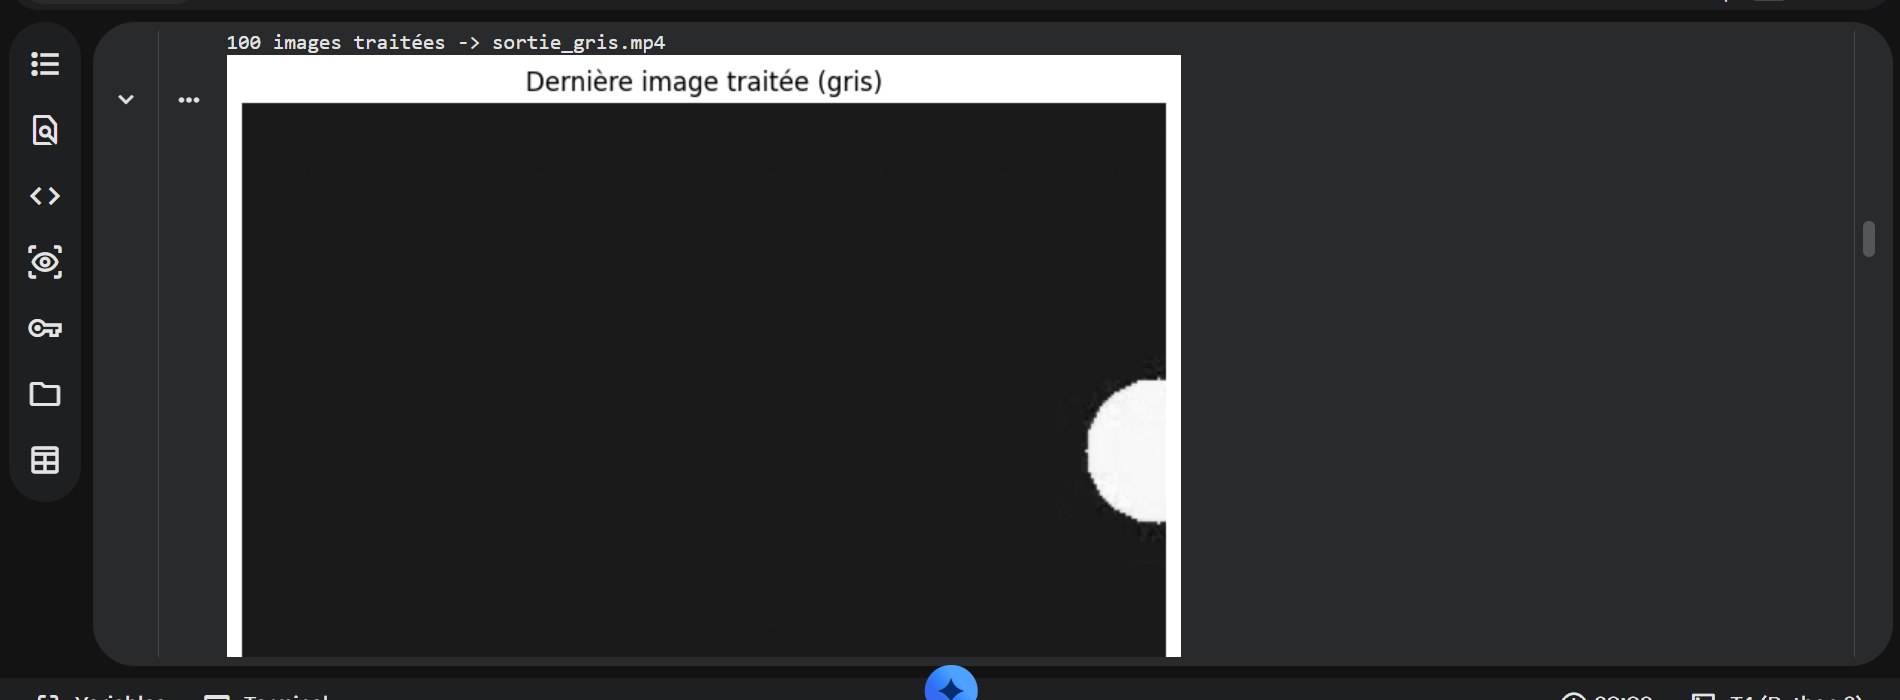 100 images traitées -> sortie_gris.mp4
Dernière image traitée (gris)